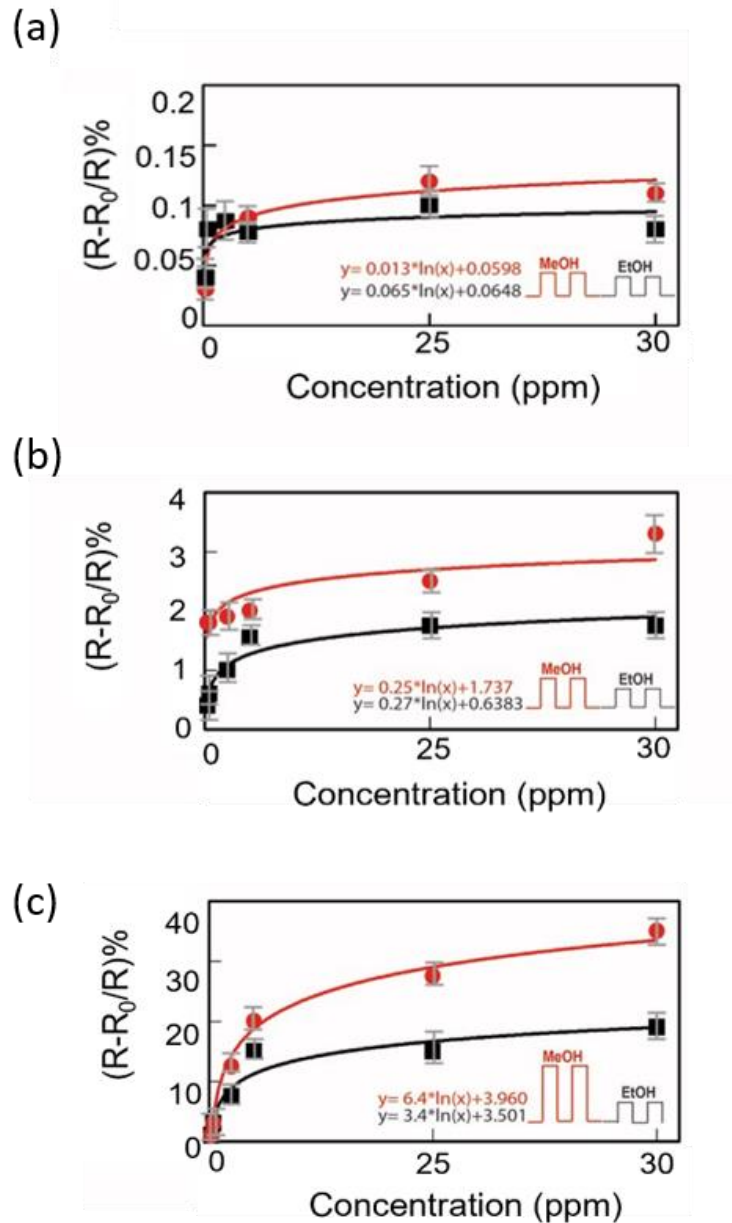 (a)
(R-R₀/R)%
0.2
0.15
0.1
0.05
0
MeOH
EtOH
y= 0.013*ln(x)+0.0598
y= 0.065*ln(x)+0.0648
0
25
30
Concentration (ppm)
(b)
(R-R₀/R)%
4
3
2
1
0
MeOH
EtOH
y= 0.25*ln(x)+1.737
y= 0.27*ln(x)+0.6383
0
25
30
Concentration (ppm)
(c)
(R-R₀/R)%
40
30
20
10
0
MeOH
EtOH
y= 6.4*ln(x)+3.960
y= 3.4*ln(x)+3.501
0
25
30
Concentration (ppm)